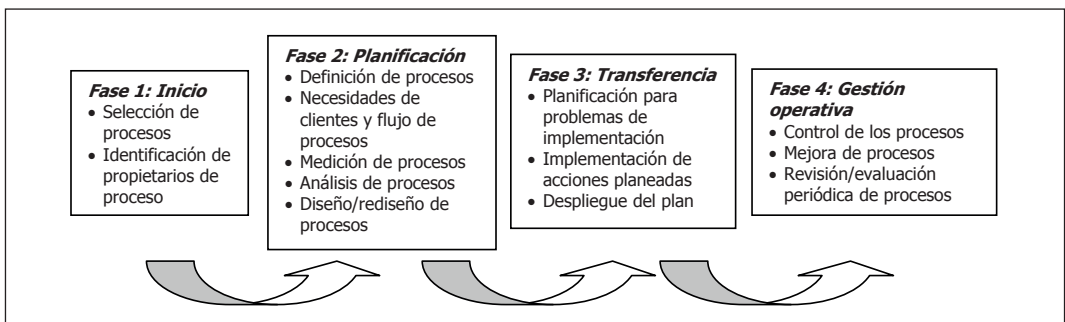 Fase 1: Inicio
• Selección de
procesos
• Identificación de
propietarios de
proceso
Fase 2: Planificación
• Definición de procesos
• Necesidades de
clientes y flujo de
procesos
• Medición de procesos
• Análisis de procesos
• Diseño/rediseño de
procesos
Fase 3: Transferencia
• Planificación para
problemas de
implementación
• Implementación de
acciones planeadas
• Despliegue del plan
Fase 4: Gestión
operativa
• Control de los procesos
• Mejora de procesos
• Revisión/evaluación
periódica de procesos